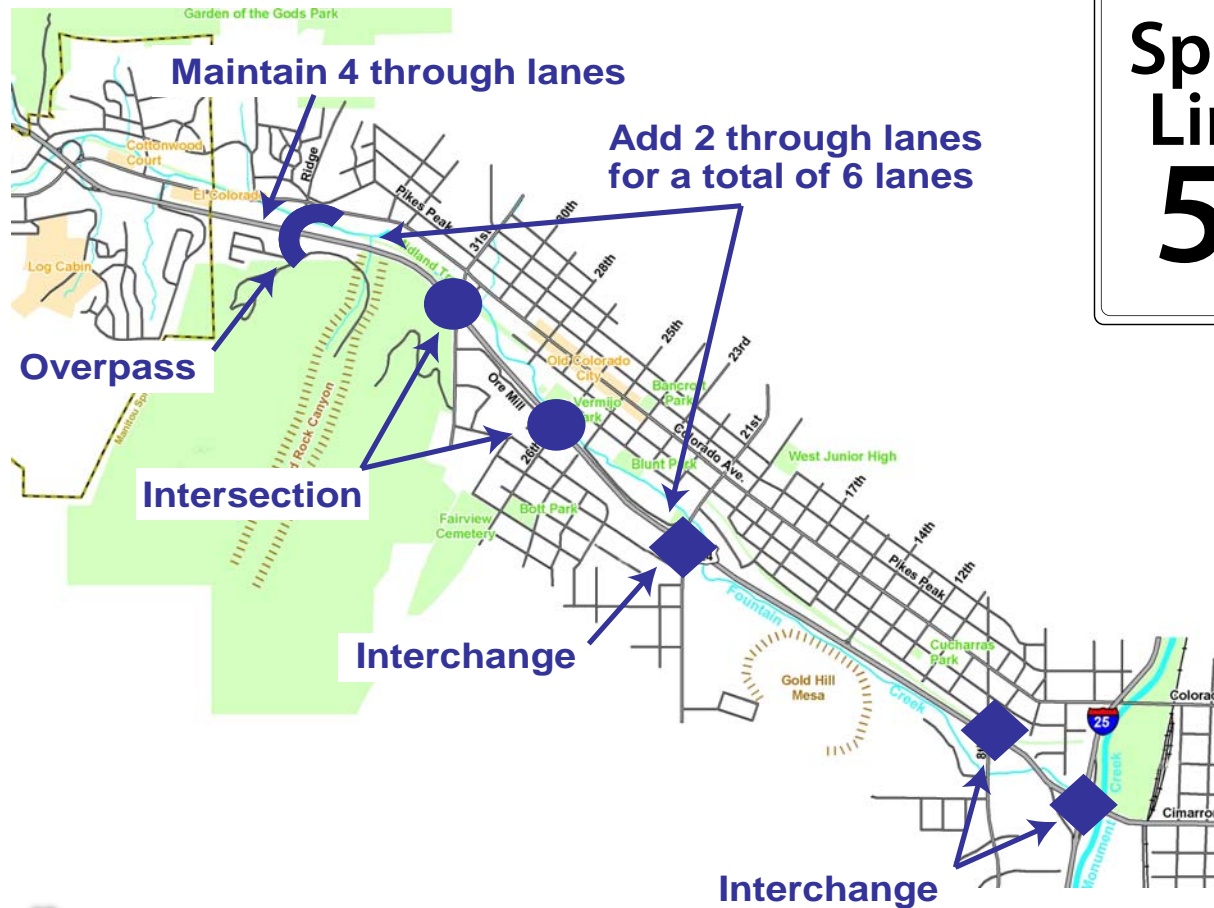 Garden of the Gods Park
Maintain 4 through lanes
Add 2 through lanes
for a total of 6 lanes
Cottonwood
Court
Ridge
El Colorad
Pikes Peak
31st
30th
28th
25th
23rd
21st
Log Cabin
Overpass
Old Colorado
City
Bancroft
Park
Ore Mill
Vermijo
Park
Colorado Ave.
West Junior High
26th
Blunt Park
17th
14th
12th
Pikes Peak
Rock Canyon
Intersection
Fairview
Cemetery
Bott Park
Interchange
Fountain
Creek
Gold Hill
Mesa
Cucharras
Park
8th
25
Colorad
Cimarron
Monument
Creek
Interchange
Sp
Li
5